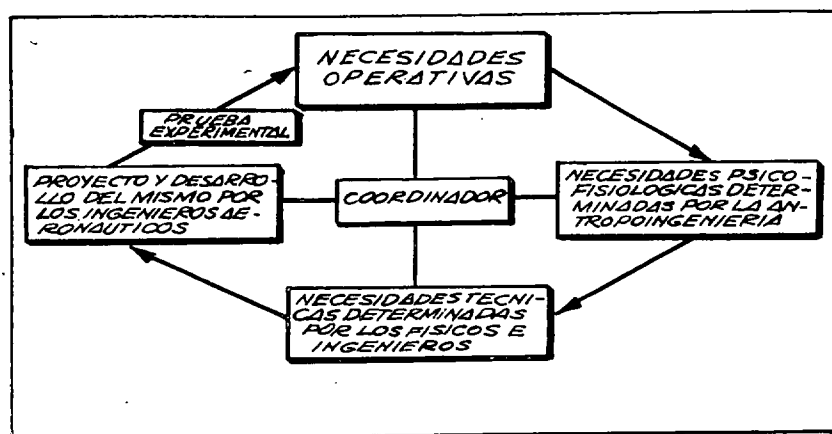 NECESIDADES
OPERATIVAS
PRUEBA
EXPERIMENTAL
PROYECTO Y DESARRO-
LLO DEL MISMO POR
LOS INGENIEROS AE-
RONAUTICOS
COORDINADOR
NECESIDADES PSICO-
FISIOLOGICAS DETER-
MINADAS POR LA AN-
TROPOINGENIERIA
NECESIDADES TECNI-
CAS DETERMINADAS
POR LOS FISICOS E
INGENIEROS